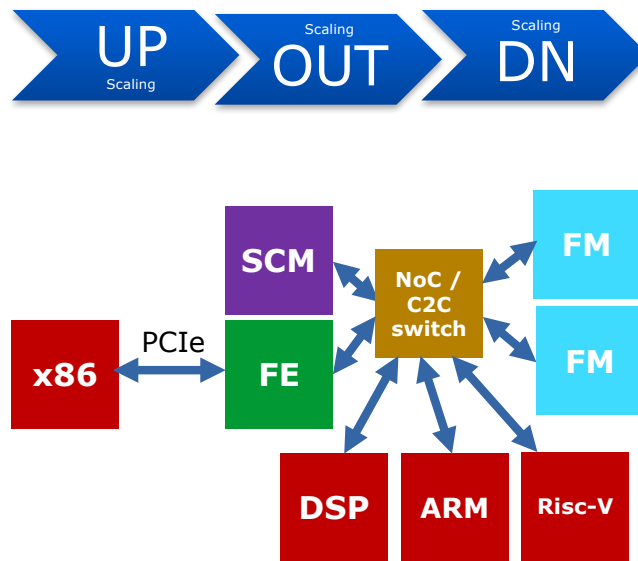 UP
Scaling
Scaling
OUT
Scaling
DN
SCM
NoC /
C2C
switch
FM
PCIe
x86
FE
FM
DSP
ARM
Risc-V